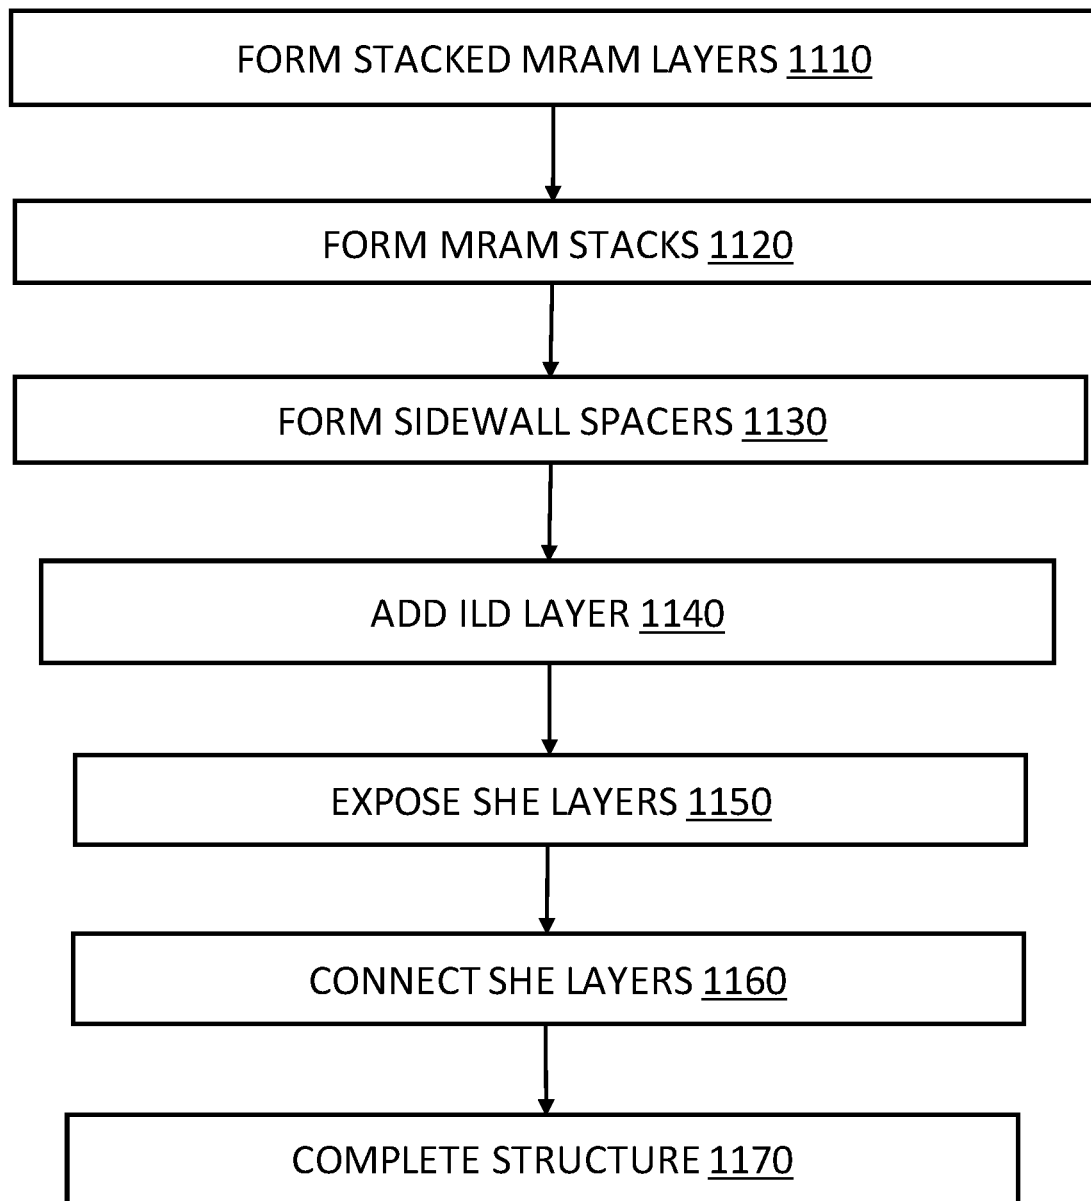 FORM STACKED MRAM LAYERS 1110
FORM MRAM STACKS 1120
FORM SIDEWALL SPACERS 1130
ADD ILD LAYER 1140
EXPOSE SHE LAYERS 1150
CONNECT SHE LAYERS 1160
COMPLETE STRUCTURE 1170